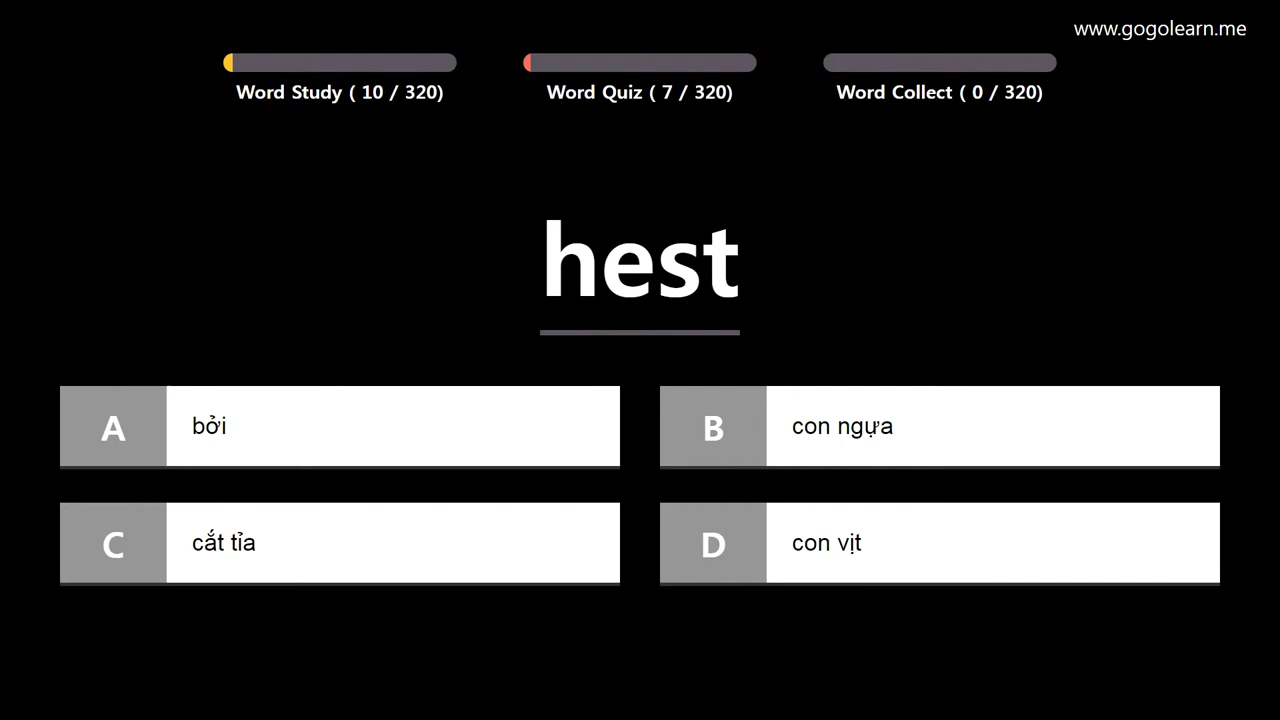 www.gogolearn.me
Word Study ( 10 / 320)
Word Quiz ( 7 / 320)
Word Collect ( 0 / 320)
hest
A bởi
B con ngựa
C cắt tỉa
D con vịt